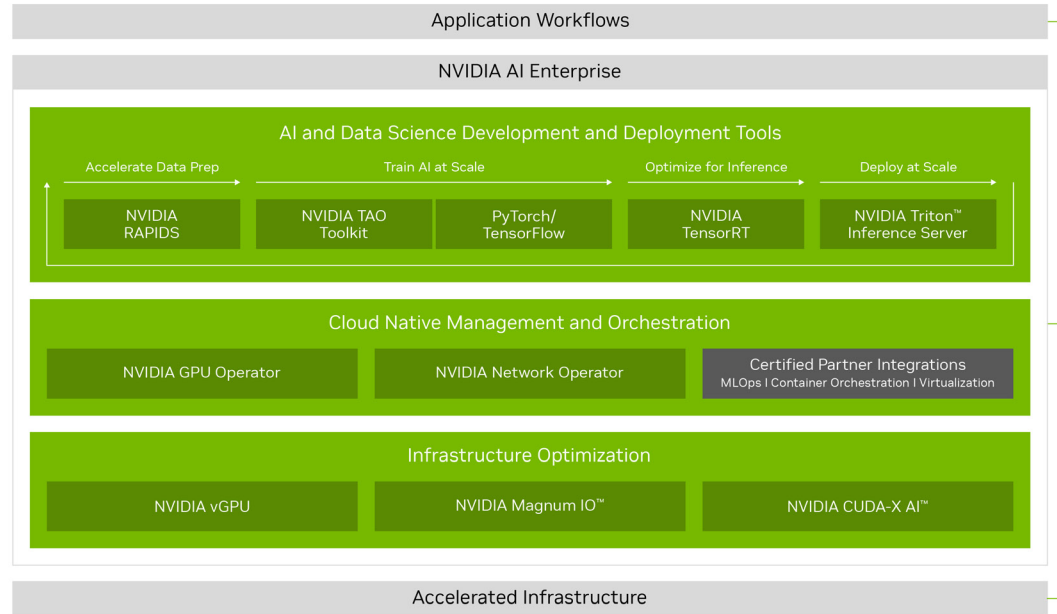 Application Workflows
NVIDIA AI Enterprise
AI and Data Science Development and Deployment Tools
Accelerate Data Prep
Train AI at Scale
Optimize for Inference
Deploy at Scale
NVIDIA
RAPIDS
NVIDIA TAO
Toolkit
PyTorch/
TensorFlow
NVIDIA
TensorRT
NVIDIA Triton™
Inference Server
Cloud Native Management and Orchestration
NVIDIA GPU Operator
NVIDIA Network Operator
Certified Partner Integrations
MLOps | Container Orchestration | Virtualization
Infrastructure Optimization
NVIDIA vGPU
NVIDIA Magnum IO™
NVIDIA CUDA-X AI™
Accelerated Infrastructure